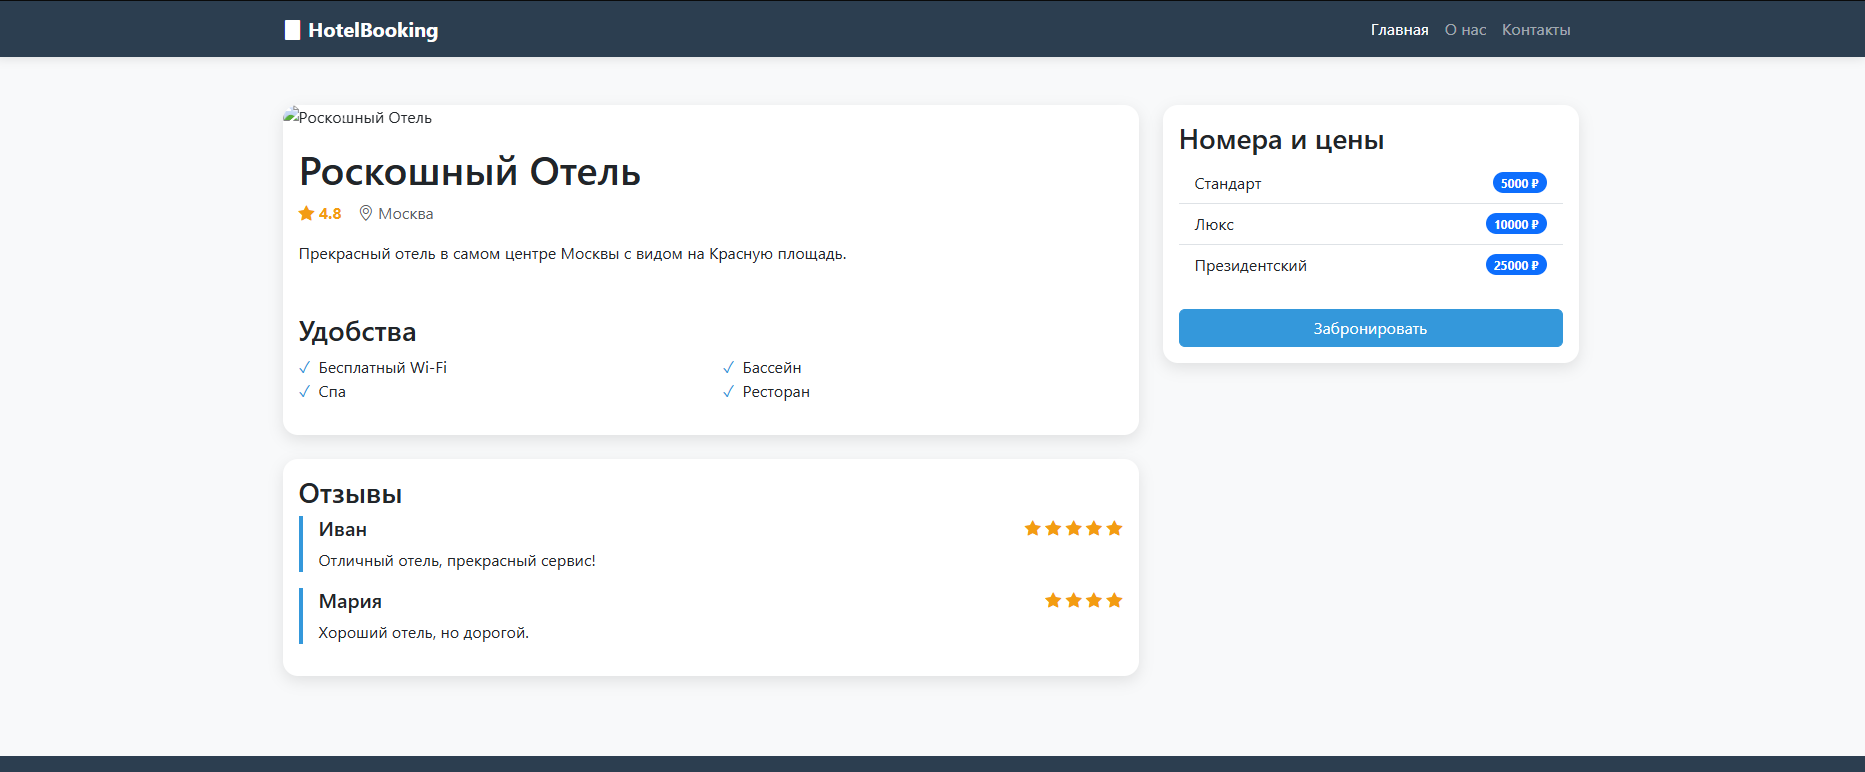 HotelBooking
Главная О нас Контакты
Роскошный Отель
Роскошный Отель
4.8 Москва
Прекрасный отель в самом центре Москвы с видом на Красную площадь.
Удобства
✓ Бесплатный Wi-Fi
✓ Бассейн
✓ Спа
✓ Ресторан
Отзывы
Иван
Отличный отель, прекрасный сервис!
Мария
Хороший отель, но дорогой.
Номера и цены
Стандарт 5000 ₽
Люкс 10000 ₽
Президентский 25000 ₽
Забронировать